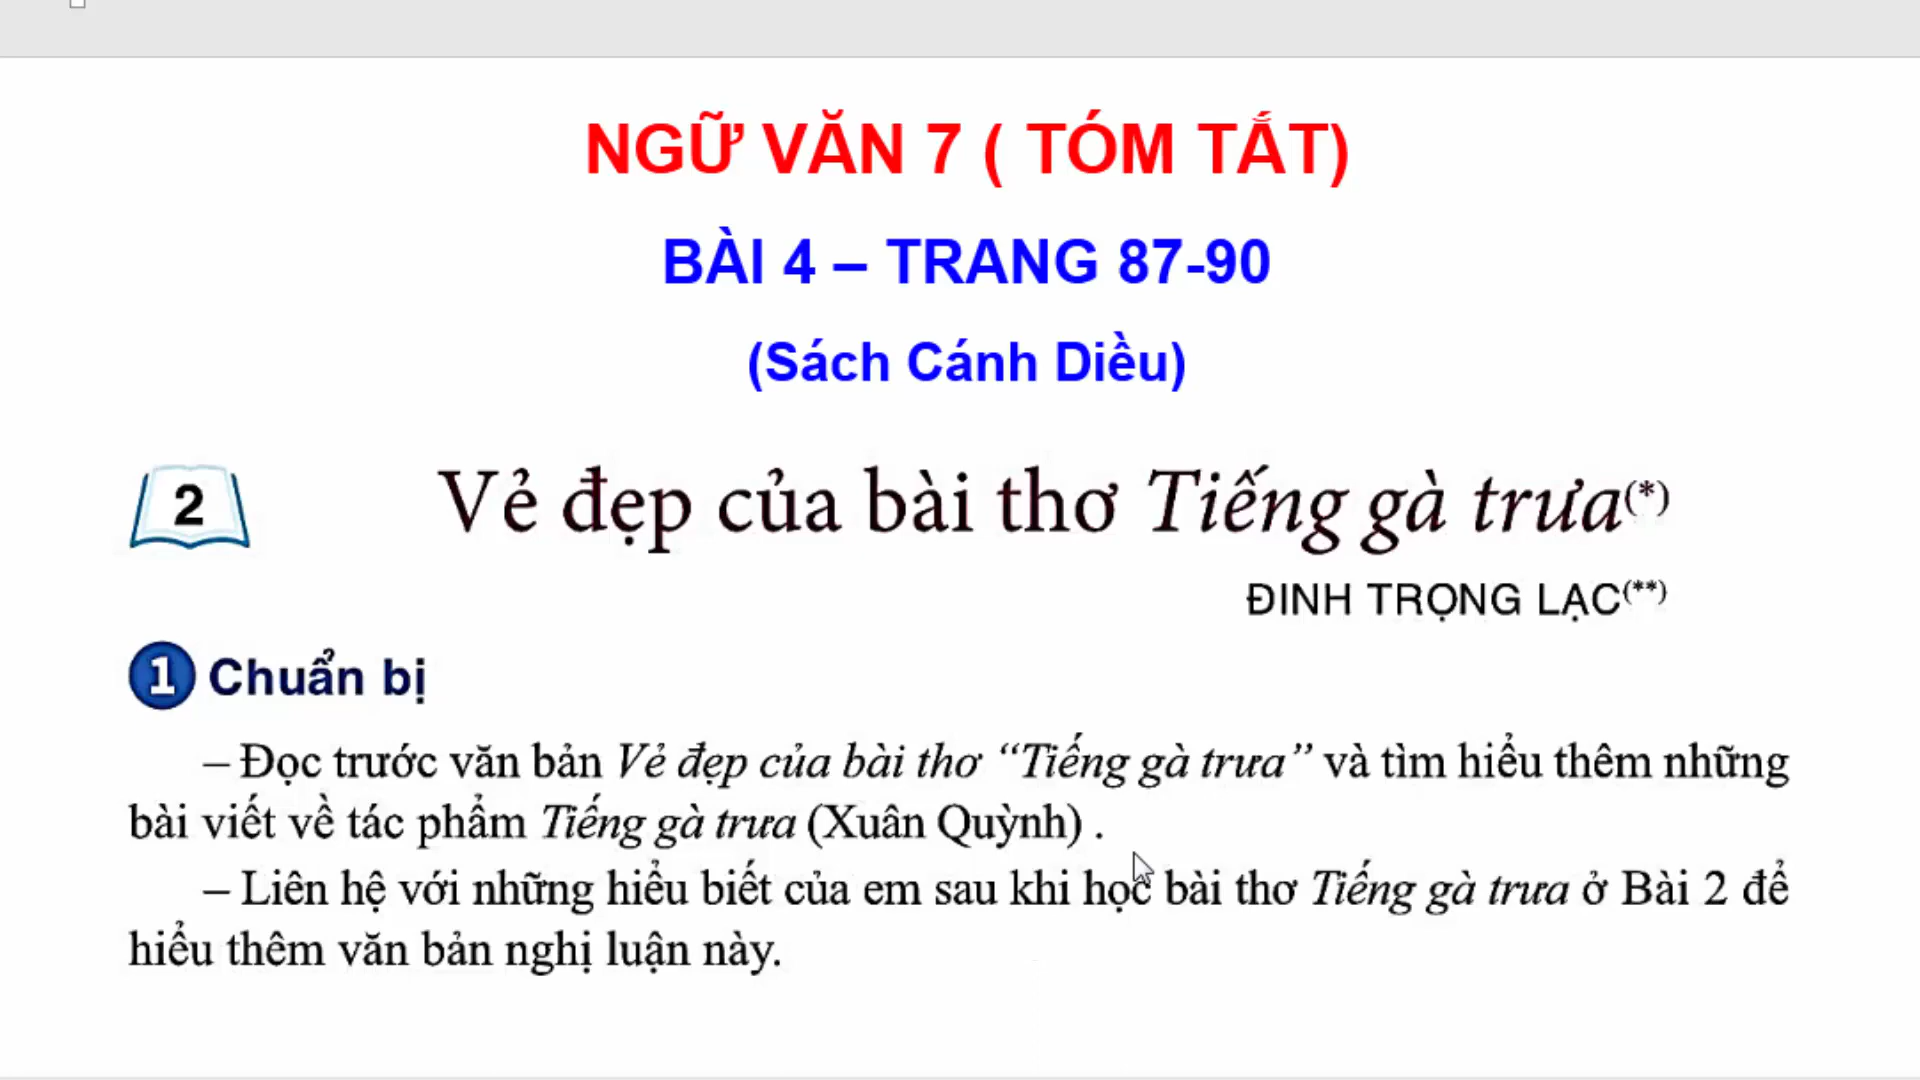 NGỮ VĂN 7 ( TÓM TẮT)
BÀI 4 – TRANG 87-90
(Sách Cánh Diều)
2
Vẻ đẹp của bài thơ Tiếng gà trưa(*)
ĐINH TRỌNG LẠC(**)
1 Chuẩn bị
– Đọc trước văn bản Vẻ đẹp của bài thơ “Tiếng gà trưa” và tìm hiểu thêm những
bài viết về tác phẩm Tiếng gà trưa (Xuân Quỳnh) .
– Liên hệ với những hiểu biết của em sau khi học bài thơ Tiếng gà trưa ở Bài 2 để
hiểu thêm văn bản nghị luận này.